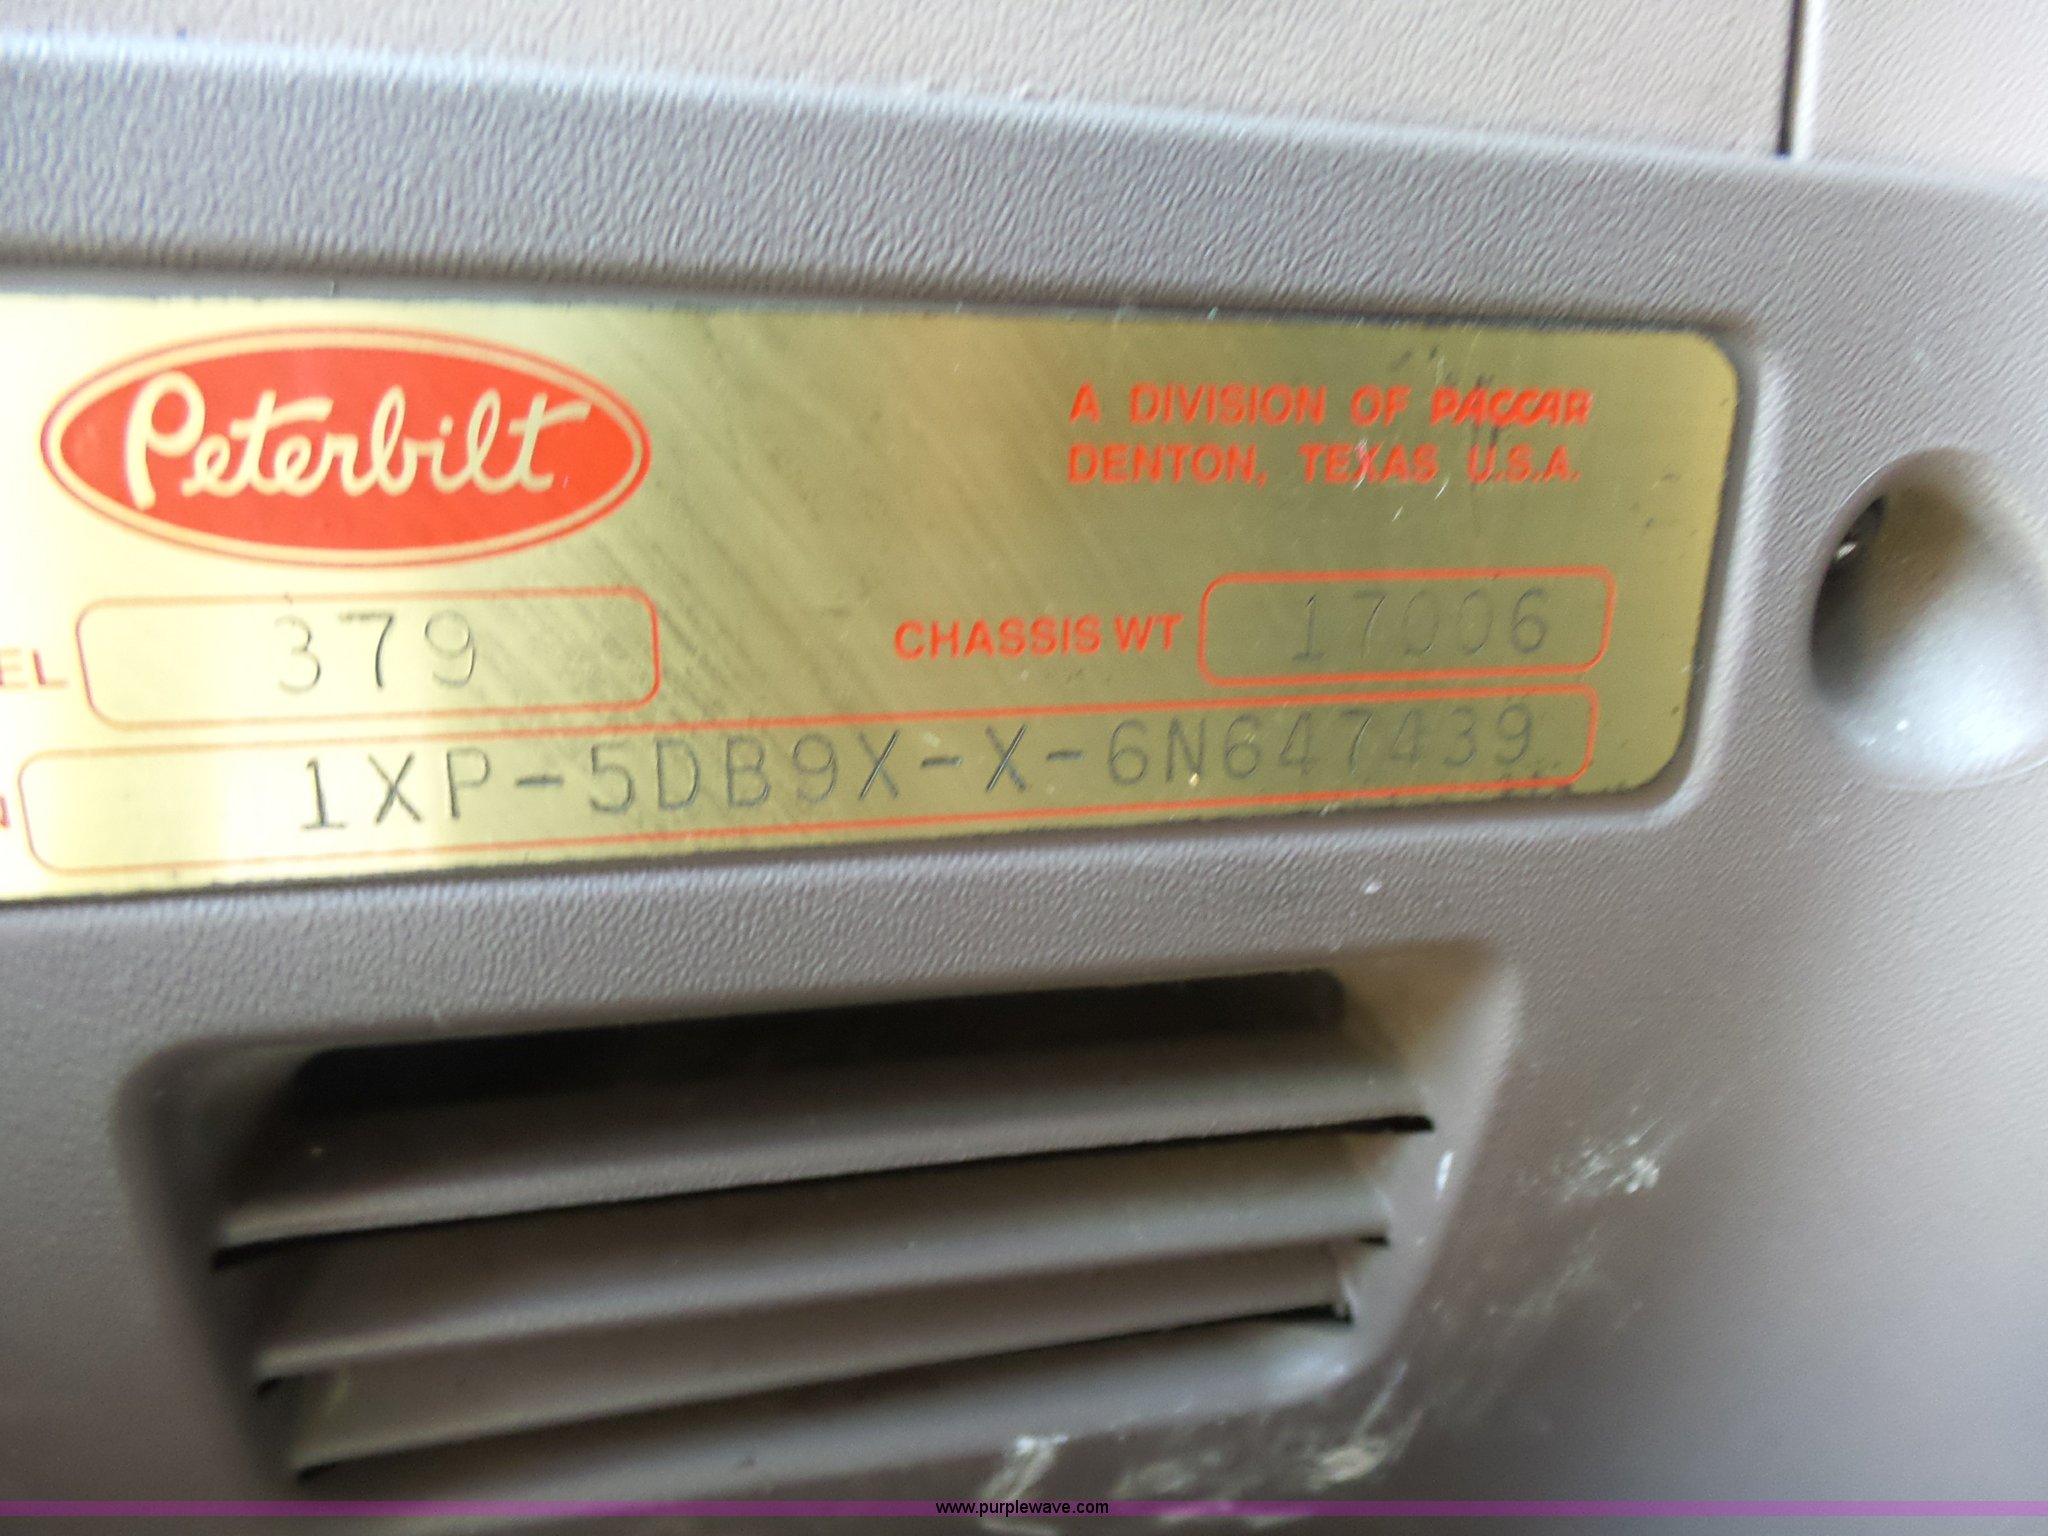 Peterbilt
A DIVISION OF PACCAR
DENTON, TEXAS U.S.A.
EL 379 CHASSIS WT 17006
N 1XP-5DB9X-X-6N647439
www.purplewave.com